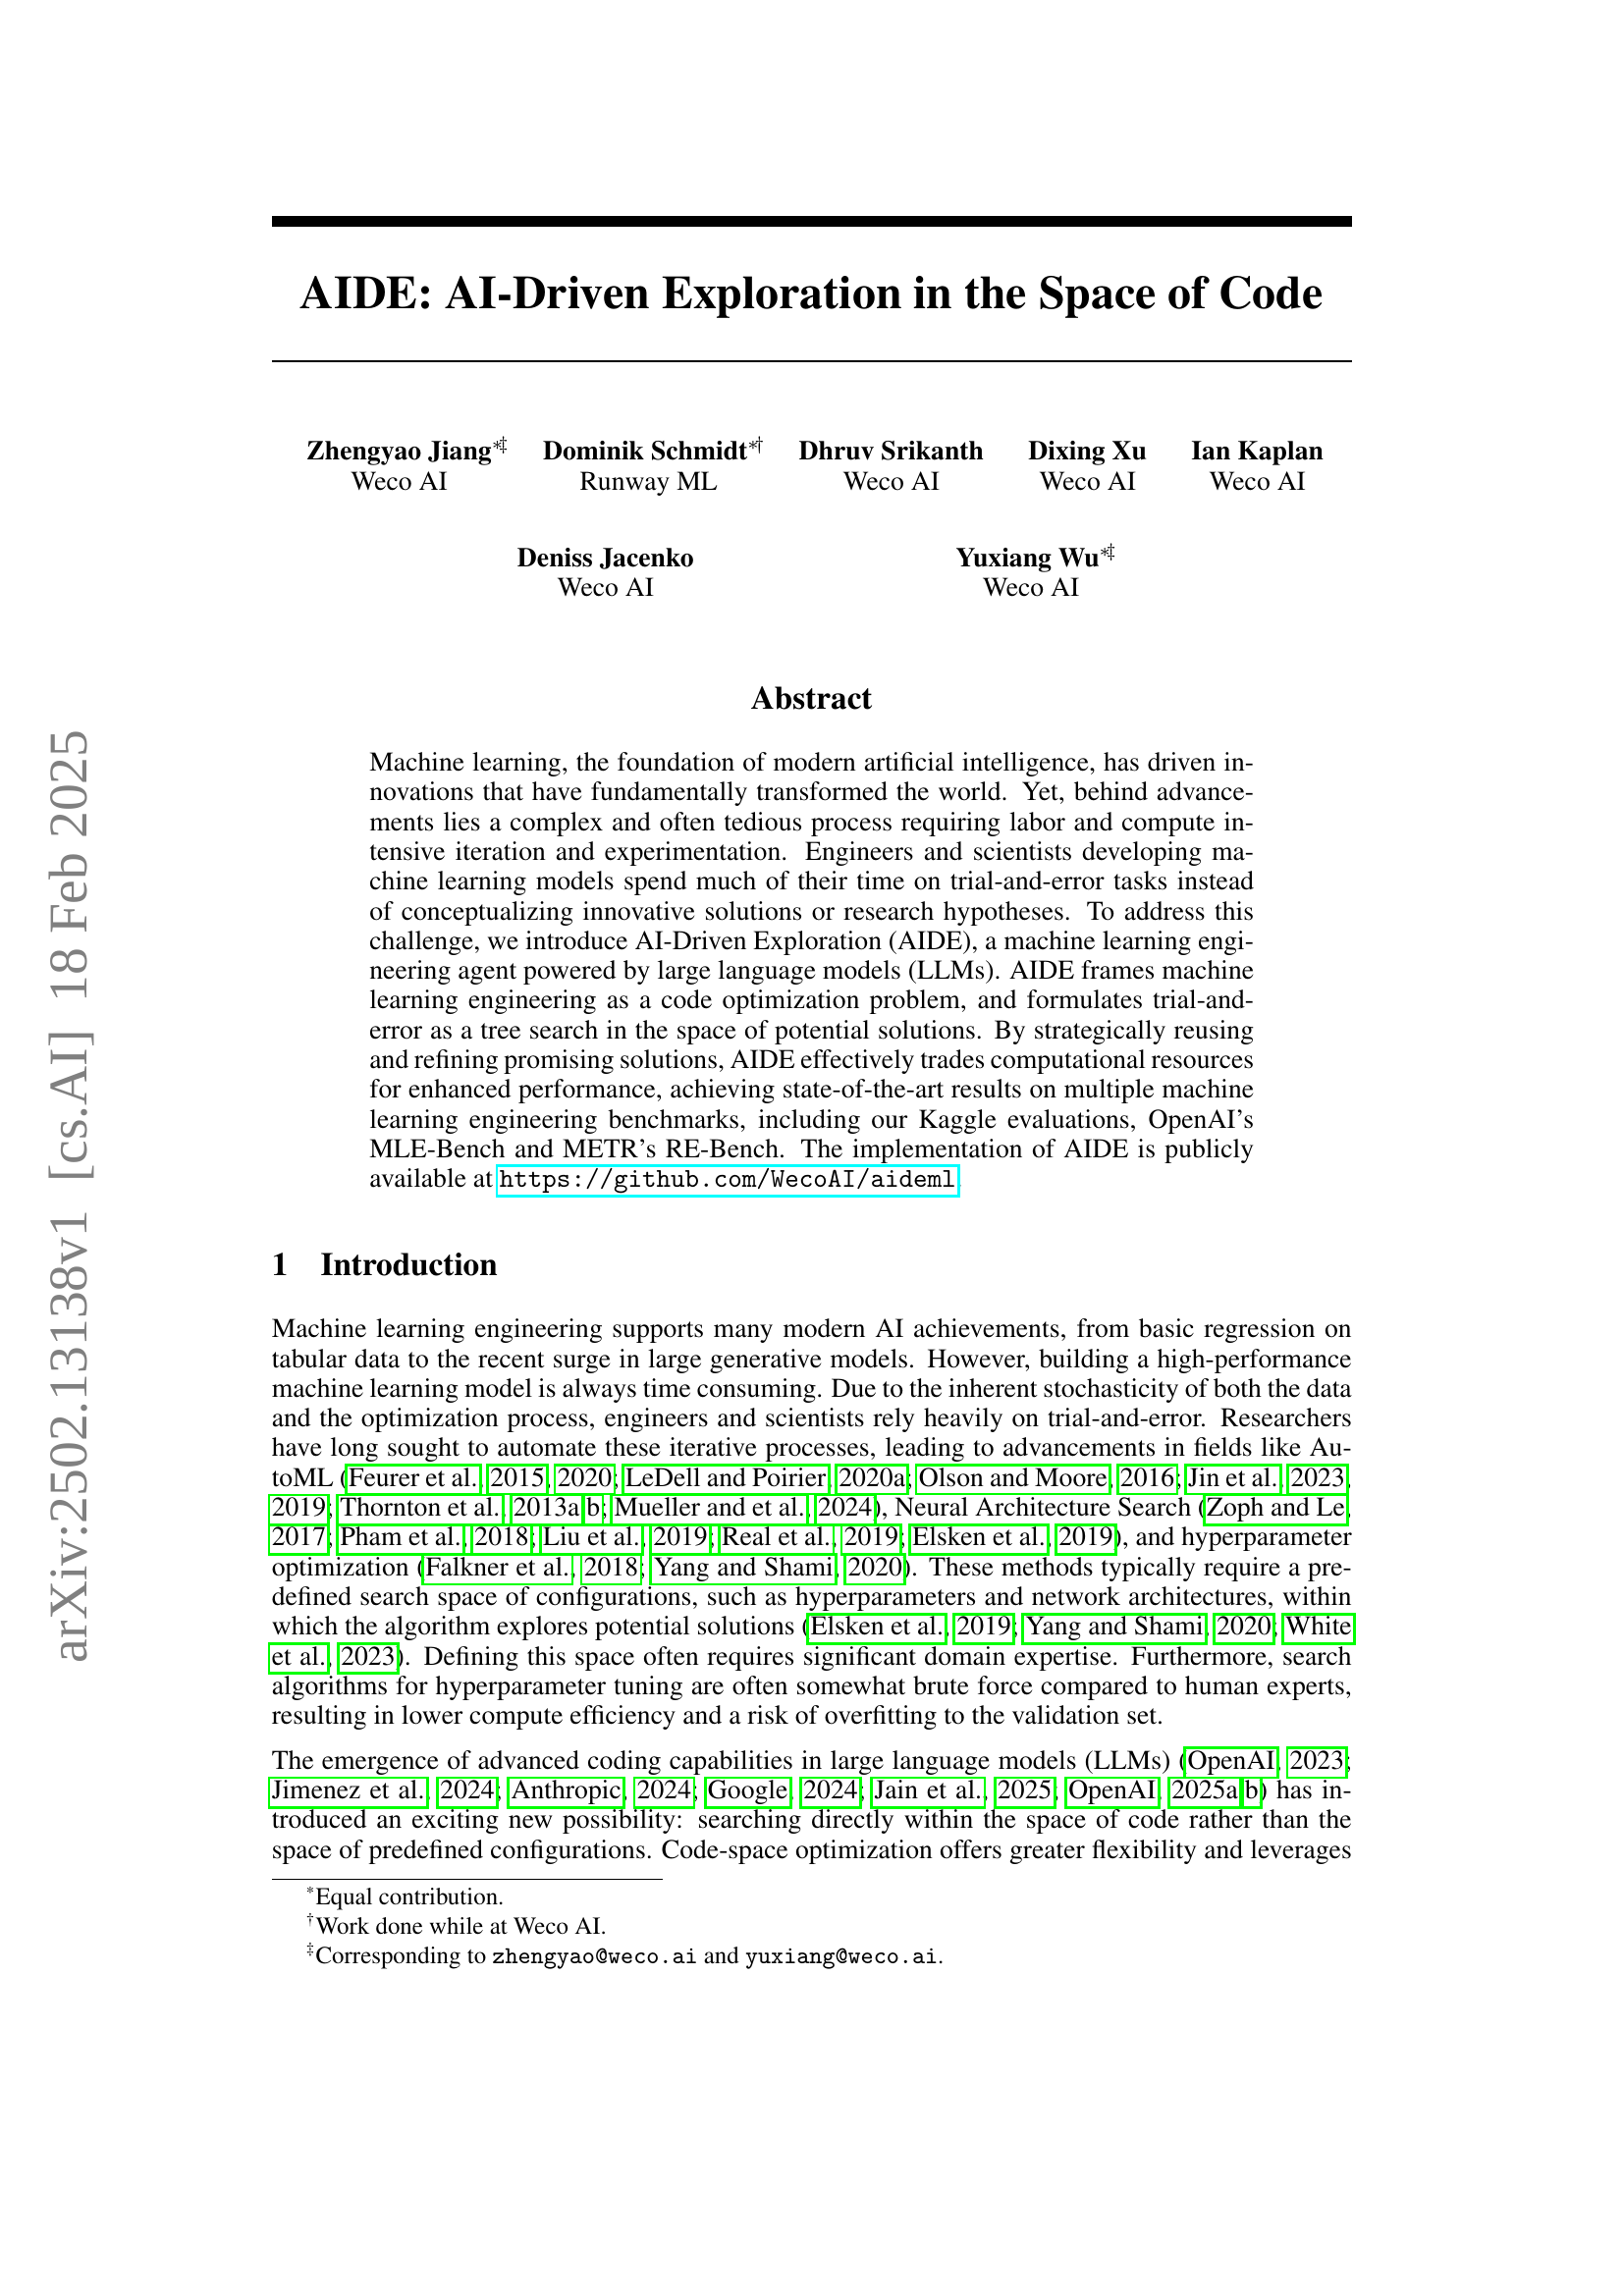 AIDE: AI-Driven Exploration in the Space of Code
Zhengyao Jiang*‡ Dominik Schmidt*† Dhruv Srikanth Dixing Xu Ian Kaplan
Weco AI Runway ML Weco AI Weco AI Weco AI
Deniss Jacenko Yuxiang Wu*‡
Weco AI Weco AI
Abstract
Machine learning, the foundation of modern artificial intelligence, has driven in-
novations that have fundamentally transformed the world. Yet, behind advance-
ments lies a complex and often tedious process requiring labor and compute in-
tensive iteration and experimentation. Engineers and scientists developing ma-
chine learning models spend much of their time on trial-and-error tasks instead
of conceptualizing innovative solutions or research hypotheses. To address this
challenge, we introduce AI-Driven Exploration (AIDE), a machine learning engi-
neering agent powered by large language models (LLMs). AIDE frames machine
learning engineering as a code optimization problem, and formulates trial-and-
error as a tree search in the space of potential solutions. By strategically reusing
and refining promising solutions, AIDE effectively trades computational resources
for enhanced performance, achieving state-of-the-art results on multiple machine
learning engineering benchmarks, including our Kaggle evaluations, OpenAI's
MLE-Bench and METR's RE-Bench. The implementation of AIDE is publicly
available at https://github.com/WecoAI/aideml.
1 Introduction
Machine learning engineering supports many modern AI achievements, from basic regression on
tabular data to the recent surge in large generative models. However, building a high-performance
machine learning model is always time consuming. Due to the inherent stochasticity of both the data
and the optimization process, engineers and scientists rely heavily on trial-and-error. Researchers
have long sought to automate these iterative processes, leading to advancements in fields like Au-
toML (Feurer et al., 2015, 2020; LeDell and Poirier, 2020a; Olson and Moore, 2016; Jin et al., 2023,
2019; Thornton et al., 2013a,b; Mueller and et al., 2024), Neural Architecture Search (Zoph and Le,
2017; Pham et al., 2018; Liu et al., 2019; Real et al., 2019; Elsken et al., 2019), and hyperparameter
optimization (Falkner et al., 2018; Yang and Shami, 2020). These methods typically require a pre-
defined search space of configurations, such as hyperparameters and network architectures, within
which the algorithm explores potential solutions (Elsken et al., 2019; Yang and Shami, 2020; White
et al., 2023). Defining this space often requires significant domain expertise. Furthermore, search
algorithms for hyperparameter tuning are often somewhat brute force compared to human experts,
resulting in lower compute efficiency and a risk of overfitting to the validation set.
The emergence of advanced coding capabilities in large language models (LLMs) (OpenAI, 2023;
Jimenez et al., 2024; Anthropic, 2024; Google, 2024; Jain et al., 2025; OpenAI, 2025a,b) has in-
troduced an exciting new possibility: searching directly within the space of code rather than the
space of predefined configurations. Code-space optimization offers greater flexibility and leverages
*Equal contribution.
†Work done while at Weco AI.
‡Corresponding to zhengyao@weco.ai and yuxiang@weco.ai.
arXiv:2502.13138v1 [cs.AI] 18 Feb 2025